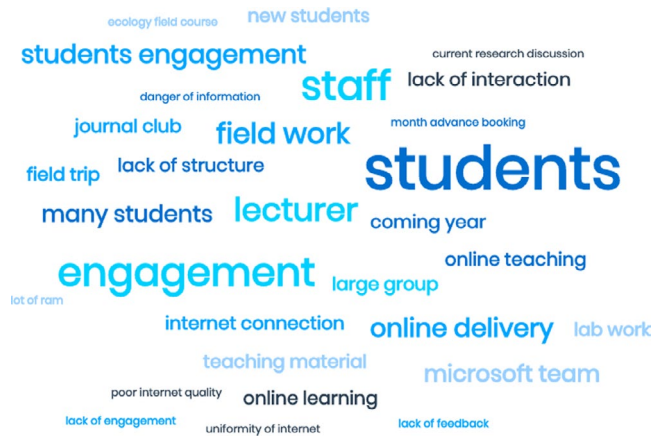 ecology field course
new students
students engagement
current research discussion
staff
lack of interaction
danger of information
journal club
field work
month advance booking
field trip
lack of structure
students
many students
lecturer
coming year
online teaching
engagement
large group
lot of ram
internet connection
online delivery
lab work
teaching material
microsoft team
poor internet quality
online learning
lack of engagement
uniformity of internet
lack of feedback